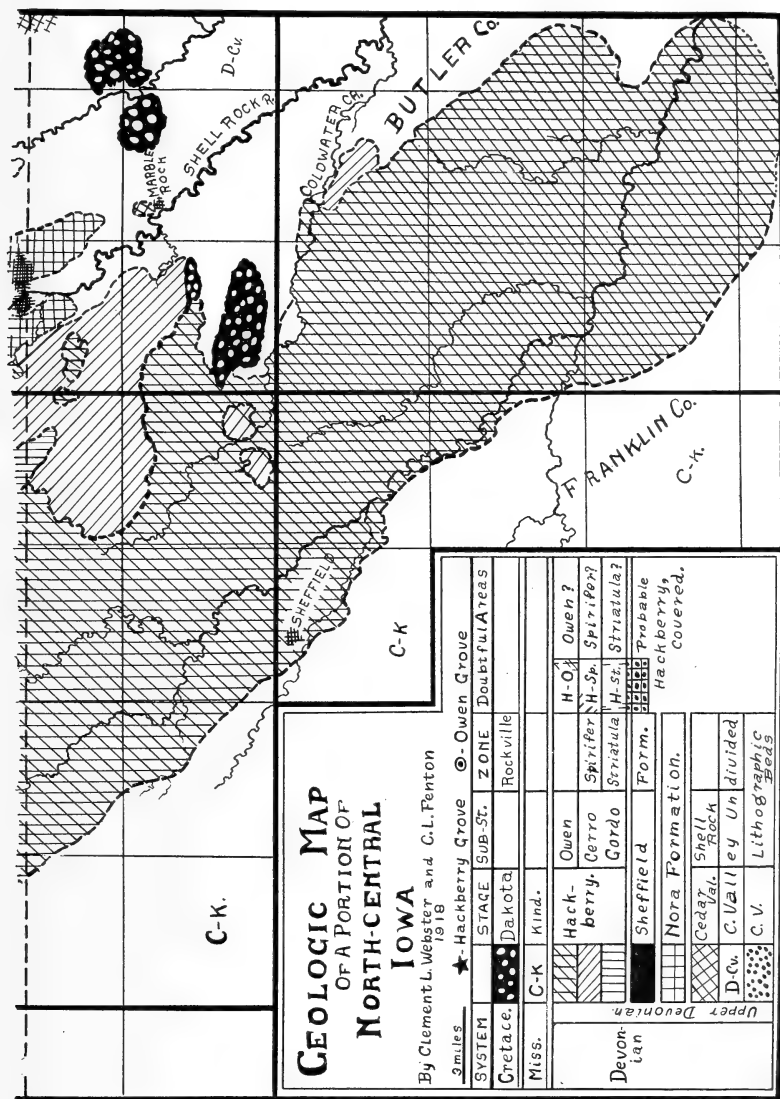 D-Cv.
MARBLE
ROCK
SHELL ROCK R.
COLDWATER CR.
BUTLER Co.
SHEFFIELD
FRANKLIN Co.
C-K.
C-K
C-K.
GEOLOGIC MAP
OF A PORTION OF
NORTH-CENTRAL
IOWA
By Clement L. Webster and C.L. Fenton
1918
3 miles ★-Hackberry Grove ⊙-Owen Grove
SYSTEM STAGE SUB-ST. ZONE Doubtful Areas
Cretace. Dakota Rockville
Miss. C-K Kind.
Devon-
ian
Upper Devonian.
Hack-
berry.
Owen H-O. Owen?
Cerro Spirifer H-Sp. Spirifer?
Gordo Striatula H-St. Striatula?
Sheffield Form. Probable
Hackberry,
covered.
Nora Formation.
Cedar Val. Shell Rock
D-Cv. C. Valley Undivided
C.V. Lithographic Beds